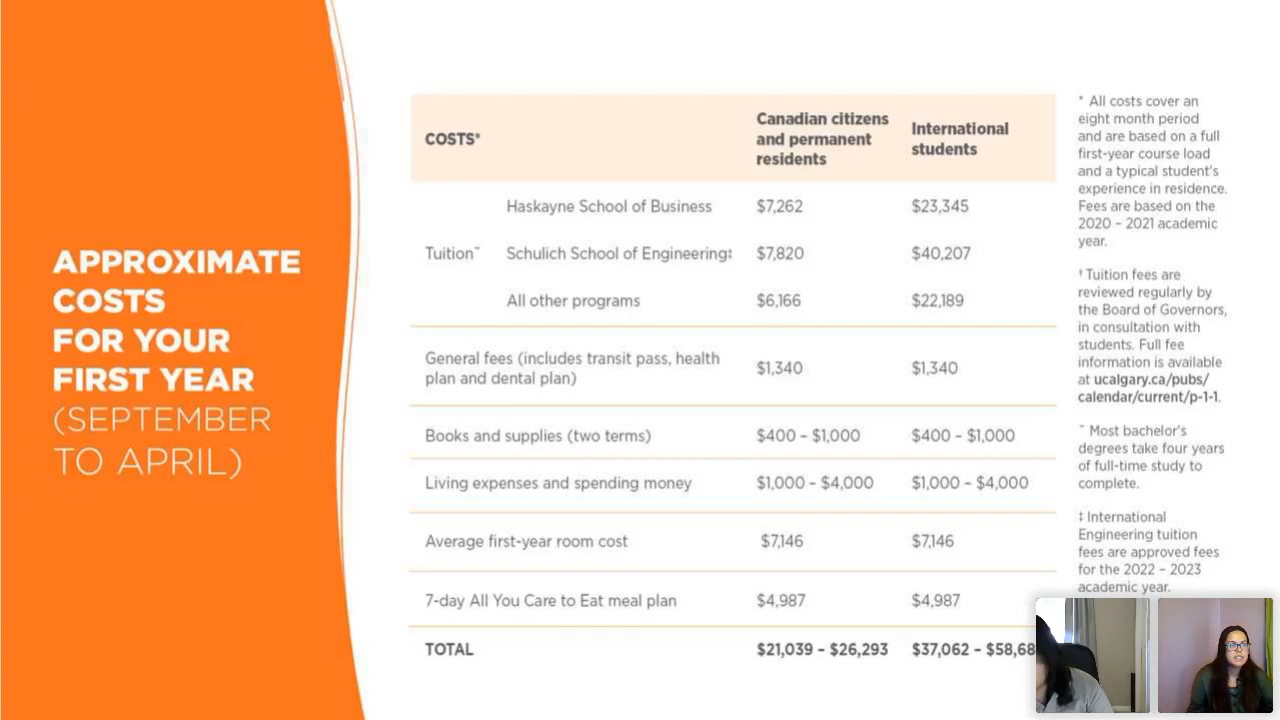 APPROXIMATE
COSTS
FOR YOUR
FIRST YEAR
(SEPTEMBER
TO APRIL)
COSTS*
Canadian citizens
and permanent
residents
International
students
Haskayne School of Business $7,262 $23,345
Tuition˜ Schulich School of Engineering‡ $7,820 $40,207
All other programs $6,166 $22,189
General fees (includes transit pass, health
plan and dental plan)
$1,340 $1,340
Books and supplies (two terms) $400 – $1,000 $400 – $1,000
Living expenses and spending money $1,000 – $4,000 $1,000 – $4,000
Average first-year room cost $7,146 $7,146
7-day All You Care to Eat meal plan $4,987 $4,987
TOTAL $21,039 – $26,293 $37,062 – $58,68
* All costs cover an
eight month period
and are based on a full
first-year course load
and a typical student's
experience in residence.
Fees are based on the
2020 – 2021 academic
year.
† Tuition fees are
reviewed regularly by
the Board of Governors,
in consultation with
students. Full fee
information is available
at ucalgary.ca/pubs/
calendar/current/p-1-1.
˜ Most bachelor's
degrees take four years
of full-time study to
complete.
‡ International
Engineering tuition
fees are approved fees
for the 2022 – 2023
academic year.